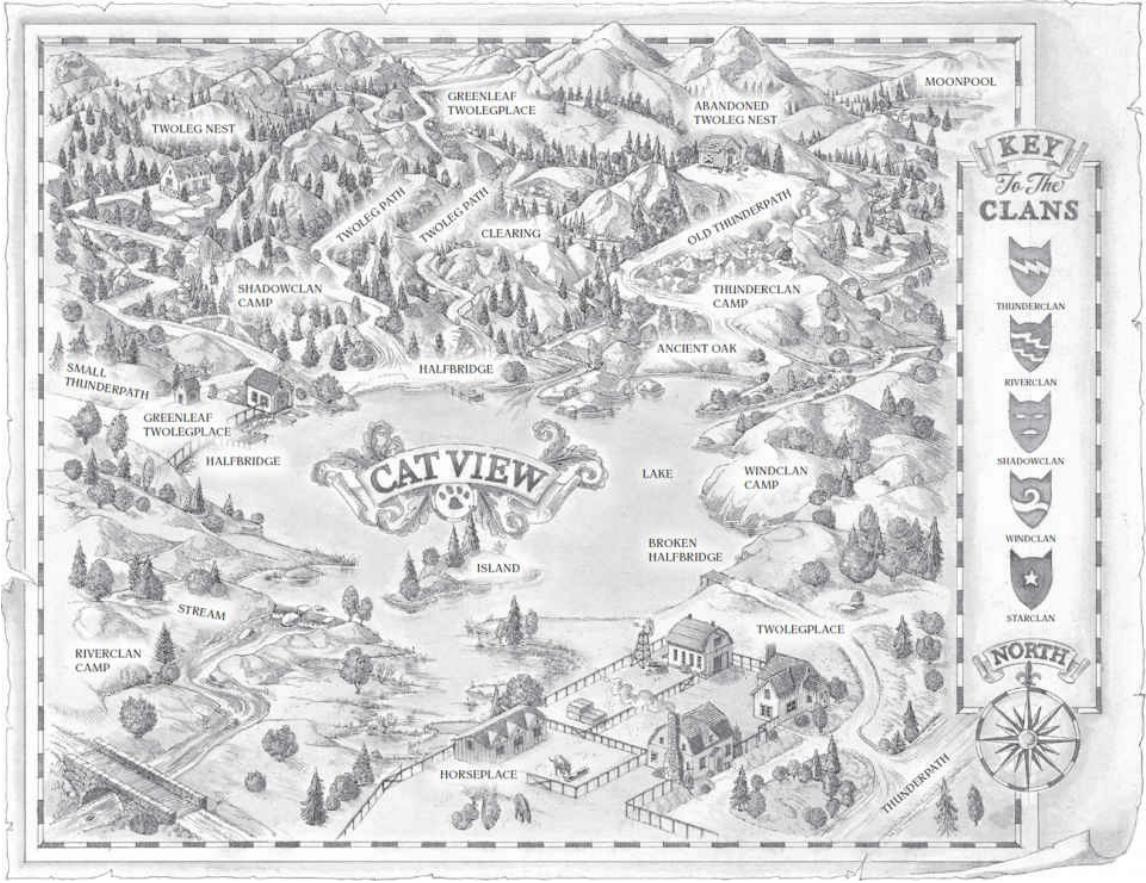 MOONPOOL
GREENLEAF
TWOLEGPLACE
ABANDONED
TWOLEG NEST
TWOLEG NEST
TWOLEG PATH
TWOLEG PATH
CLEARING
OLD THUNDERPATH
SHADOWCLAN
CAMP
THUNDERCLAN
CAMP
ANCIENT OAK
SMALL
THUNDERPATH
HALFBRIDGE
GREENLEAF
TWOLEGPLACE
HALFBRIDGE
CAT VIEW
LAKE
WINDCLAN
CAMP
BROKEN
HALFBRIDGE
ISLAND
STREAM
TWOLEGPLACE
RIVERCLAN
CAMP
HORSEPLACE
THUNDERPATH
KEY
To The
CLANS
THUNDERCLAN
RIVERCLAN
SHADOWCLAN
WINDCLAN
STARCLAN
NORTH